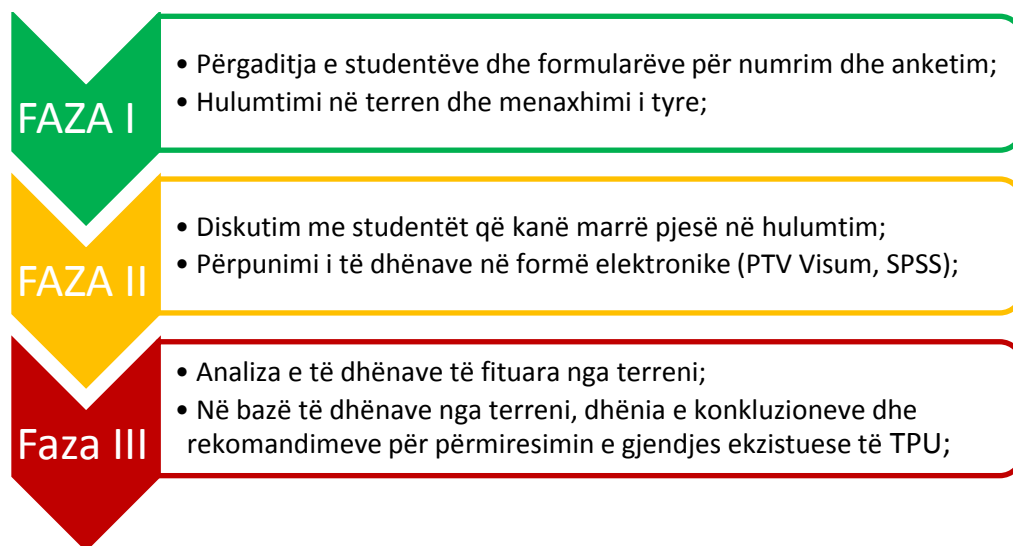 FAZA I
• Përgaditja e studentëve dhe formularëve për numrim dhe anketim;
• Hulumtimi në terren dhe menaxhimi i tyre;
FAZA II
• Diskutim me studentët që kanë marrë pjesë në hulumtim;
• Përpunimi i të dhënave në formë elektronike (PTV Visum, SPSS);
Faza III
• Analiza e të dhënave të fituara nga terreni;
• Në bazë të dhënave nga terreni, dhënia e konkluzioneve dhe
rekomandimeve për përmiresimin e gjendjes ekzistuese të TPU;